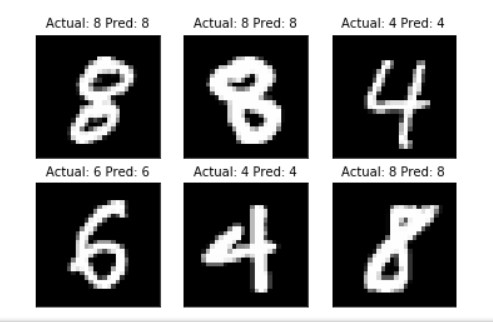 Actual: 8 Pred: 8 Actual: 8 Pred: 8 Actual: 4 Pred: 4
8 8 4
Actual: 6 Pred: 6 Actual: 4 Pred: 4 Actual: 8 Pred: 8
6 4 8